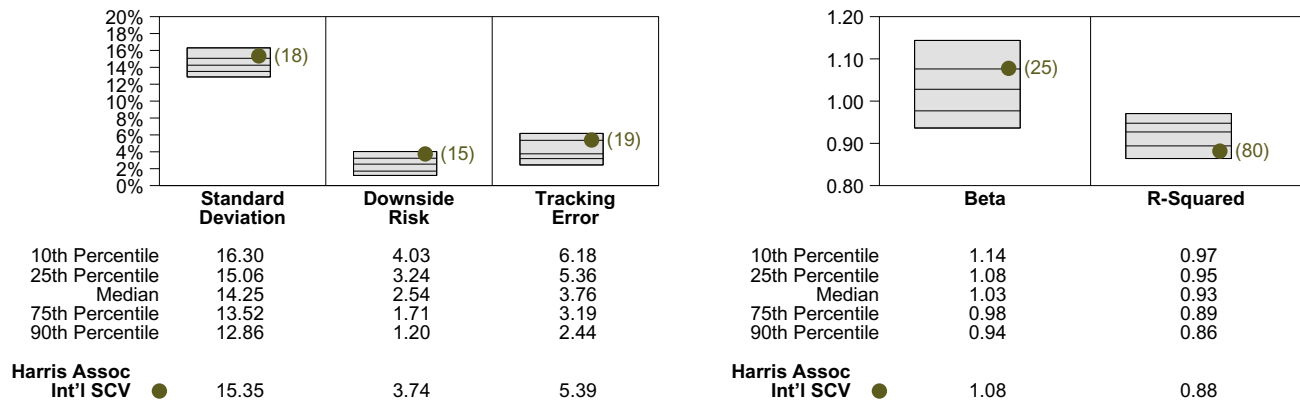 20%
18%
16%
14%
12%
10%
8%
6%
4%
2%
0%
(18)
(15)
(19)
Standard
Deviation
Downside
Risk
Tracking
Error
10th Percentile 16.30 4.03 6.18
25th Percentile 15.06 3.24 5.36
Median 14.25 2.54 3.76
75th Percentile 13.52 1.71 3.19
90th Percentile 12.86 1.20 2.44
Harris Assoc
Int'l SCV 15.35 3.74 5.39
1.20
1.10
1.00
0.90
0.80
(25)
(80)
Beta R-Squared
10th Percentile 1.14 0.97
25th Percentile 1.08 0.95
Median 1.03 0.93
75th Percentile 0.98 0.89
90th Percentile 0.94 0.86
Harris Assoc
Int'l SCV 1.08 0.88